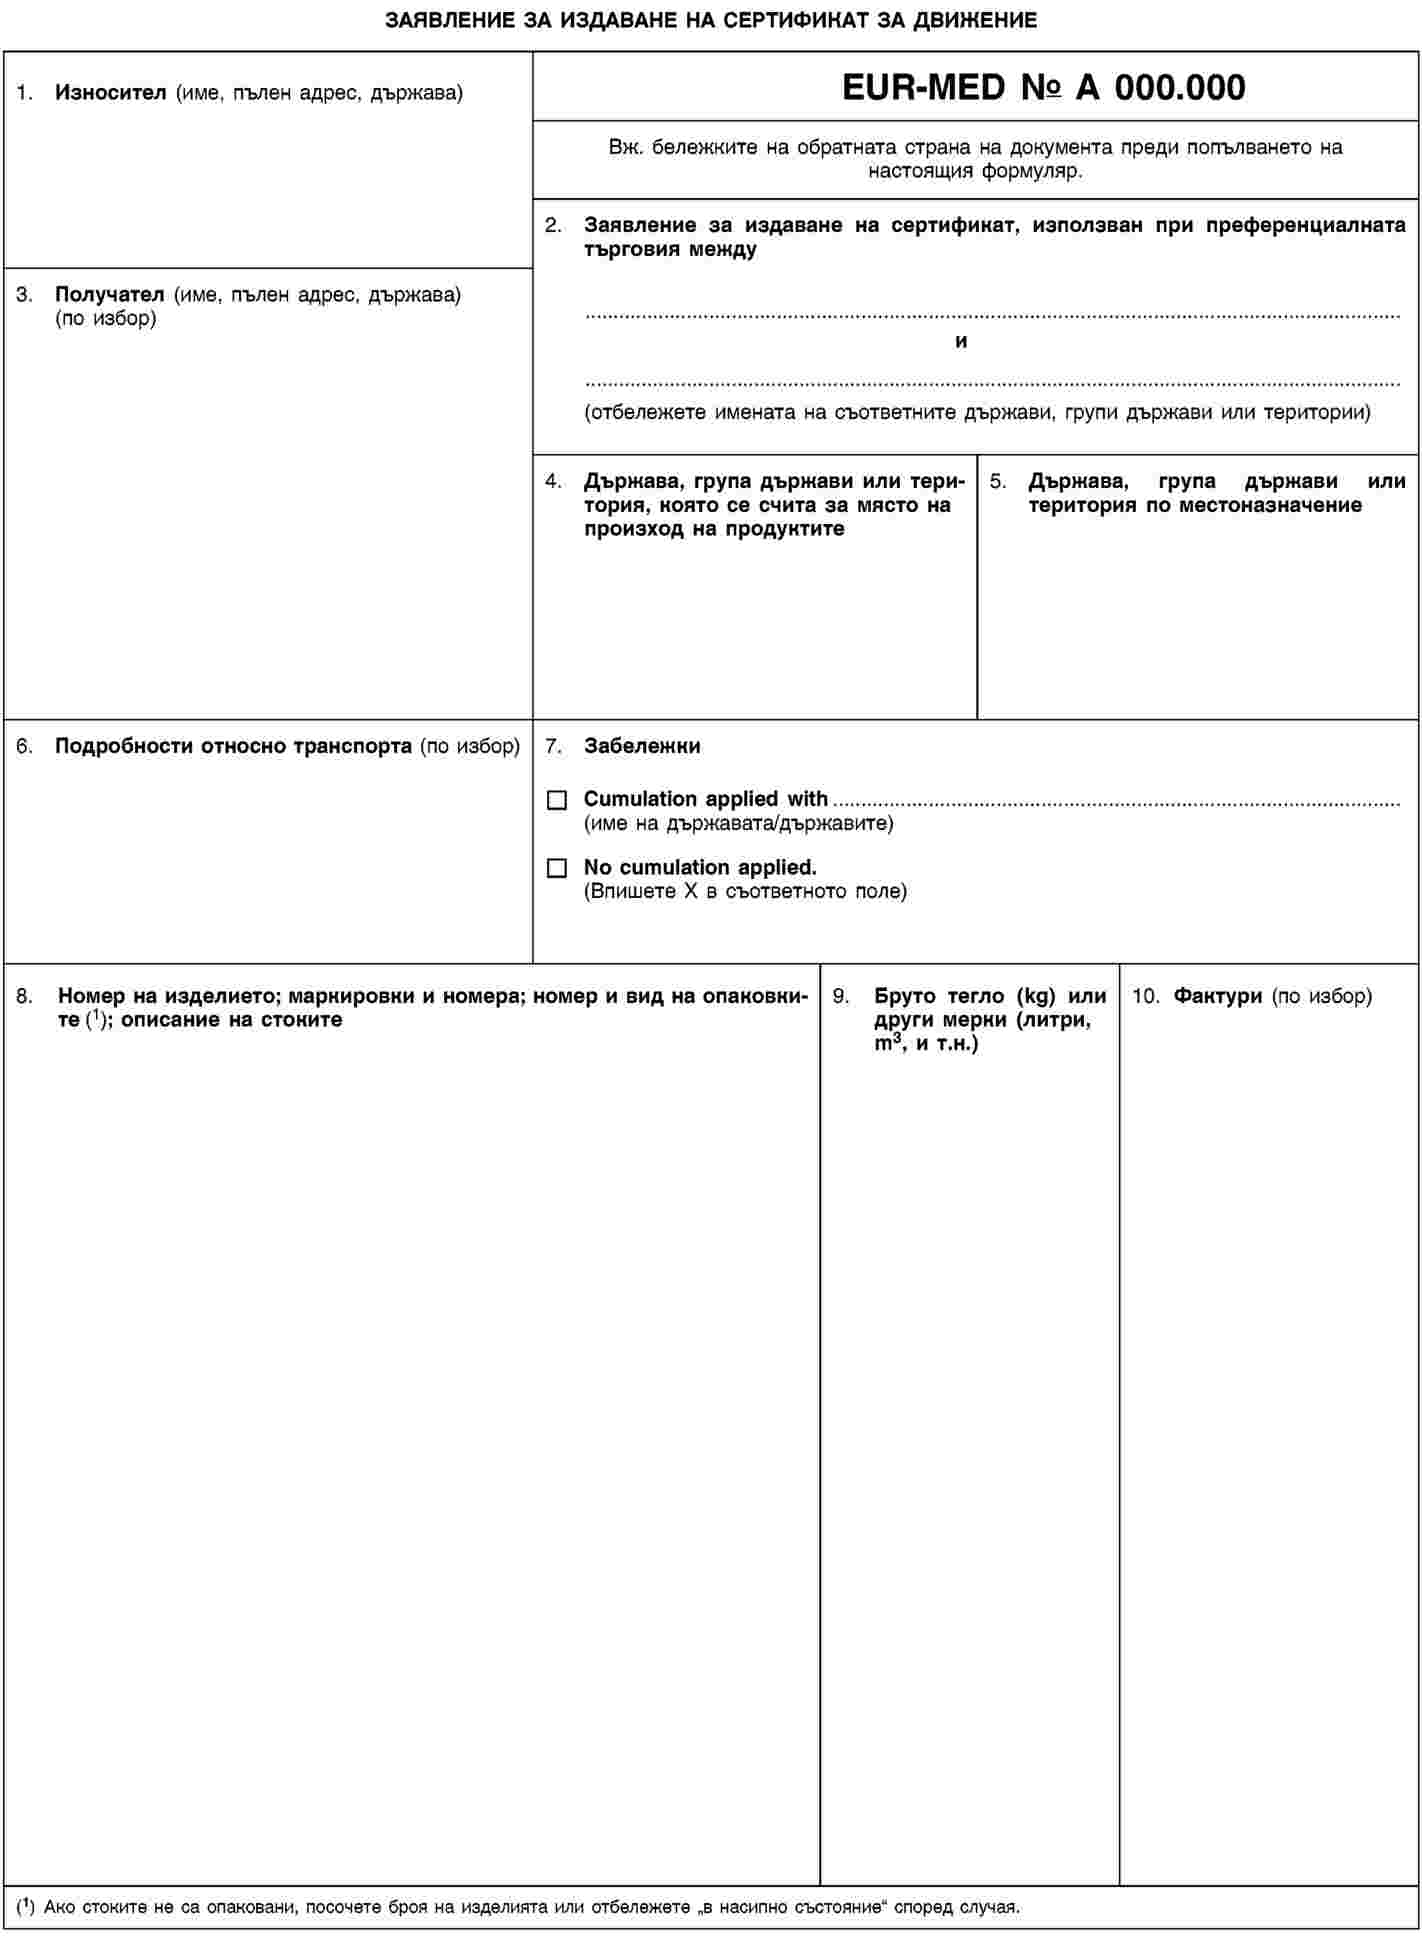 ЗАЯВЛЕНИЕ ЗА ИЗДАВАНЕ НА СЕРТИФИКАТ ЗА ДВИЖЕНИЕ
1. Износител (име, пълен адрес, държава)
EUR-MED № A 000.000
Вж. бележките на обратната страна на документа преди попълването на
настоящия формуляр.
2. Заявление за издаване на сертификат, използван при преференциалната
търговия между
и
(отбележете имената на съответните държави, групи държави или територии)
3. Получател (име, пълен адрес, държава)
(по избор)
4. Държава, група държави или тери-
тория, която се счита за място на
произход на продуктите
5. Държава, група държави или
територия по местоназначение
6. Подробности относно транспорта (по избор)
7. Забележки
Cumulation applied with
(име на държавата/държавите)
No cumulation applied.
(Впишете X в съответното поле)
8. Номер на изделието; маркировки и номера; номер и вид на опаковки-
те (¹); описание на стоките
9. Бруто тегло (kg) или
други мерки (литри,
m³, и т.н.)
10. Фактури (по избор)
(¹) Ако стоките не са опаковани, посочете броя на изделията или отбележете „в насипно състояние“ според случая.